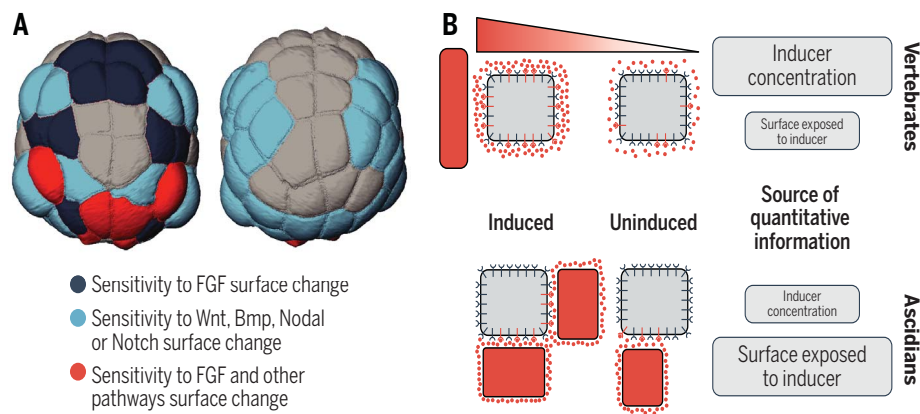 A
Sensitivity to FGF surface change
Sensitivity to Wnt, Bmp, Nodal
or Notch surface change
Sensitivity to FGF and other
pathways surface change
B
Inducer
concentration
Surface exposed
to inducer
Vertebrates
Induced
Uninduced
Source of
quantitative
information
Inducer
concentration
Surface exposed
to inducer
Ascidians